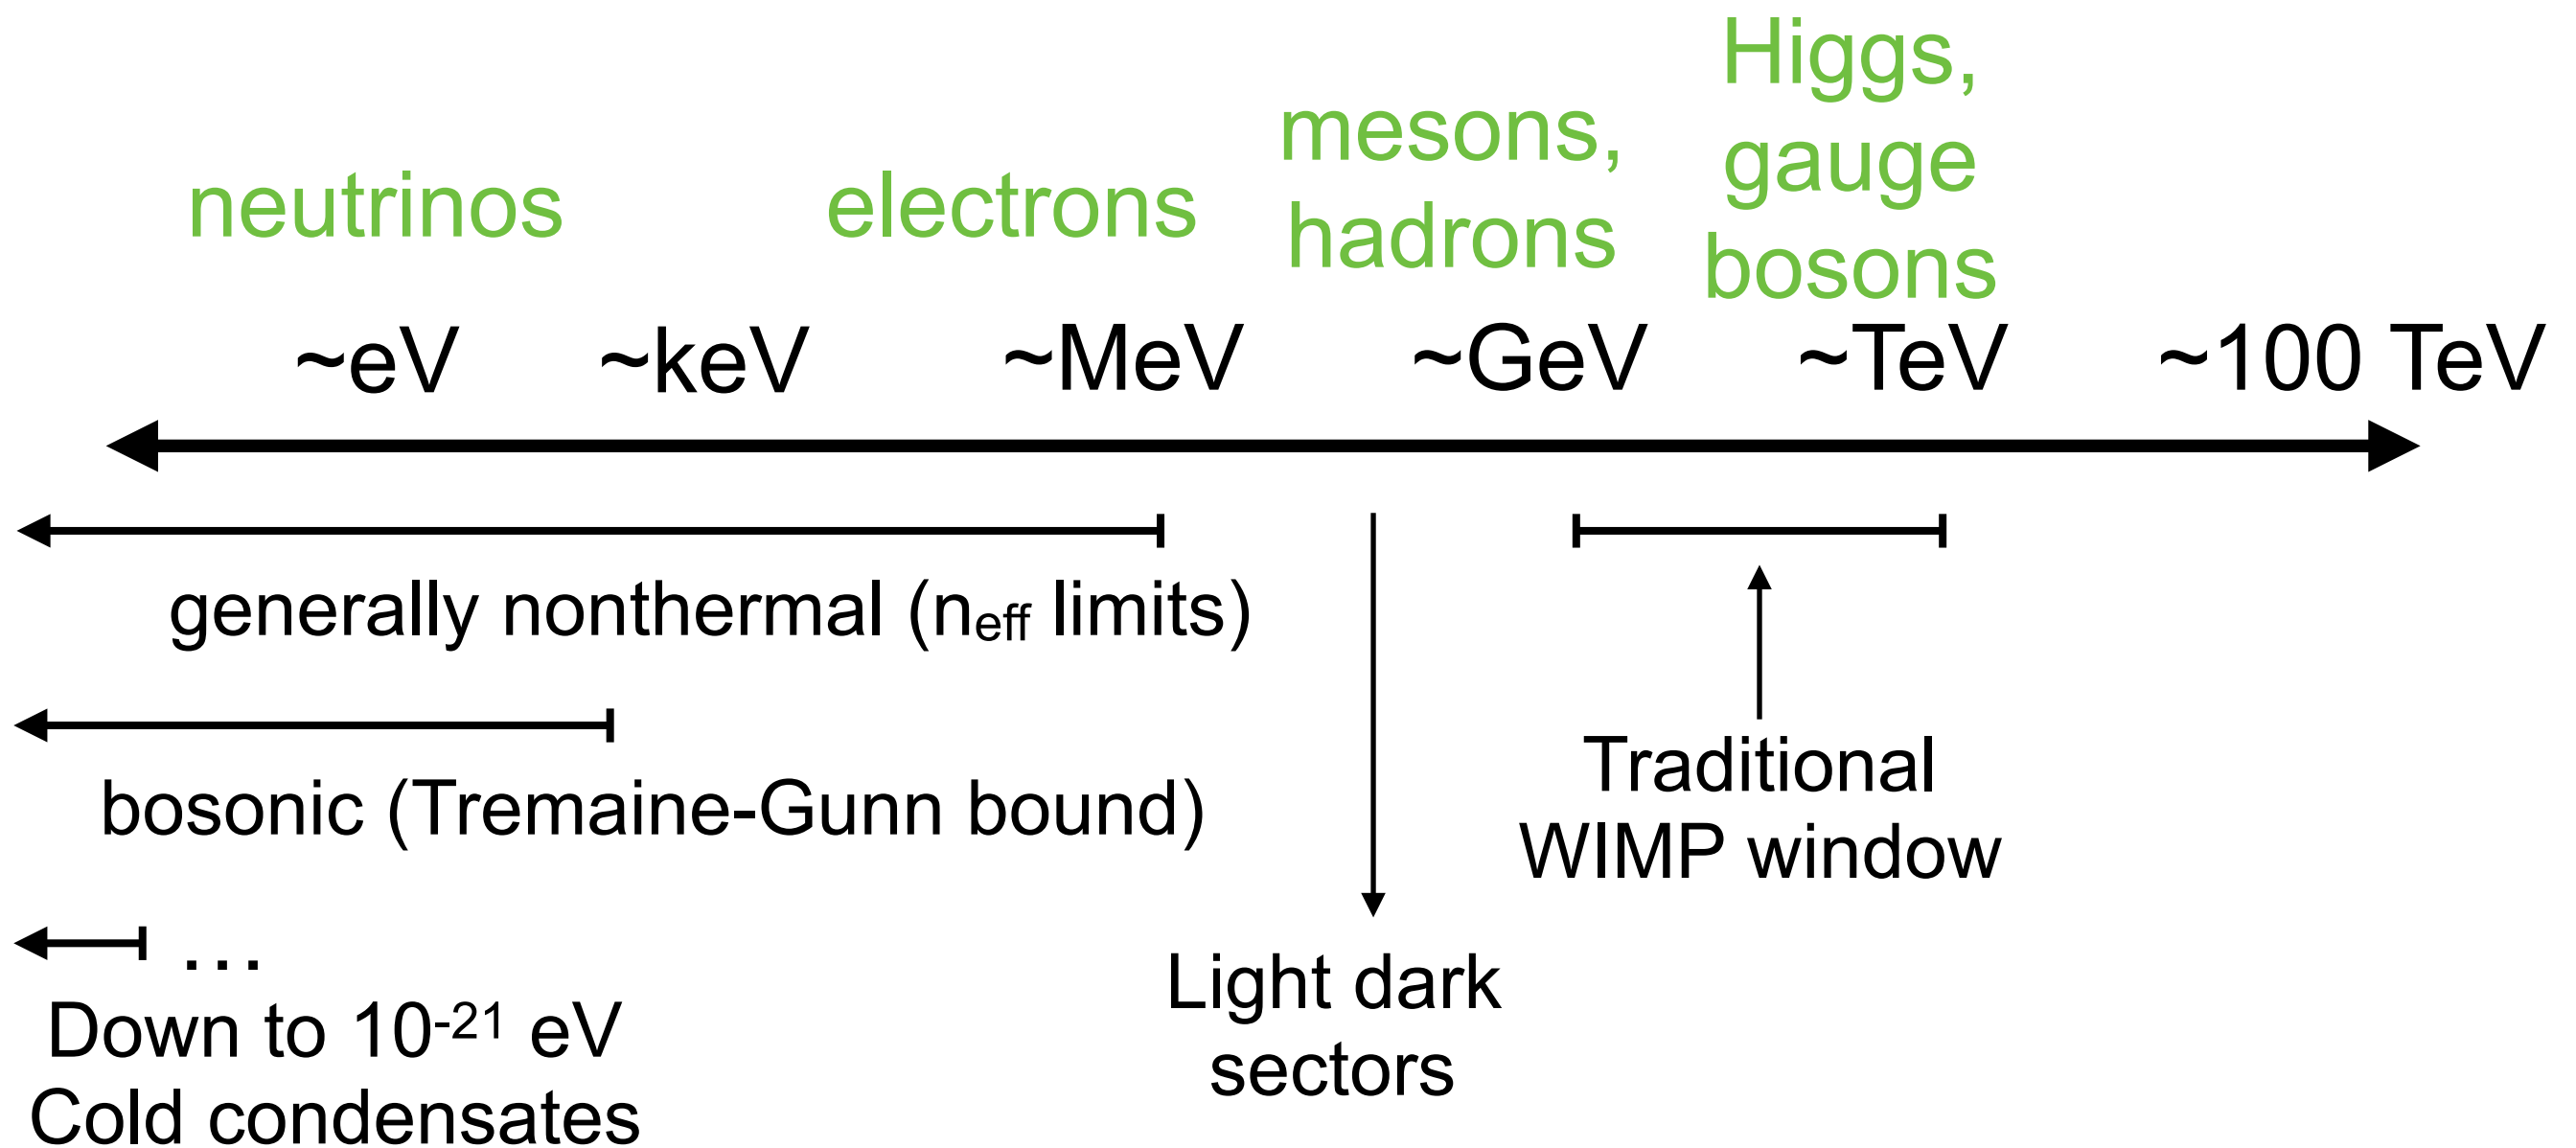 Higgs,
gauge
bosons
mesons,
hadrons
neutrinos
electrons
~eV ~keV ~MeV ~GeV ~TeV ~100 TeV
generally nonthermal (n_eff limits)
bosonic (Tremaine-Gunn bound)
Traditional
WIMP window
...
Down to 10^-21 eV
Cold condensates
Light dark
sectors